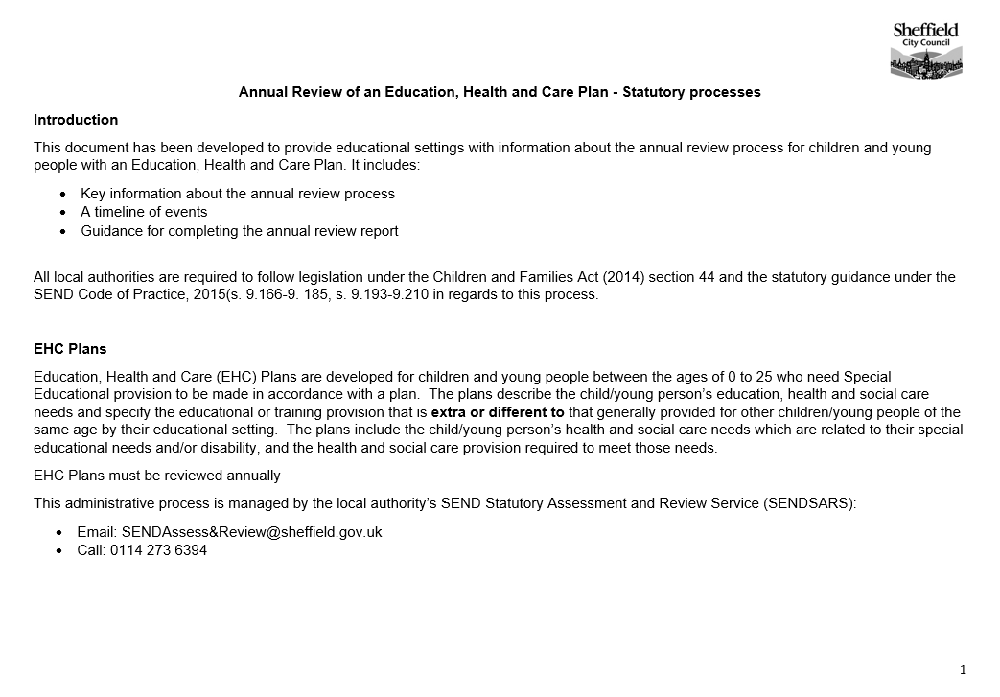 Sheffield
City Council
Annual Review of an Education, Health and Care Plan - Statutory processes
Introduction
This document has been developed to provide educational settings with information about the annual review process for children and young
people with an Education, Health and Care Plan. It includes:
• Key information about the annual review process
• A timeline of events
• Guidance for completing the annual review report
All local authorities are required to follow legislation under the Children and Families Act (2014) section 44 and the statutory guidance under the
SEND Code of Practice, 2015(s. 9.166-9. 185, s. 9.193-9.210 in regards to this process.
EHC Plans
Education, Health and Care (EHC) Plans are developed for children and young people between the ages of 0 to 25 who need Special
Educational provision to be made in accordance with a plan.  The plans describe the child/young person's education, health and social care
needs and specify the educational or training provision that is extra or different to that generally provided for other children/young people of the
same age by their educational setting.  The plans include the child/young person's health and social care needs which are related to their special
educational needs and/or disability, and the health and social care provision required to meet those needs.
EHC Plans must be reviewed annually
This administrative process is managed by the local authority's SEND Statutory Assessment and Review Service (SENDSARS):
• Email: SENDAssess&Review@sheffield.gov.uk
• Call: 0114 273 6394
1